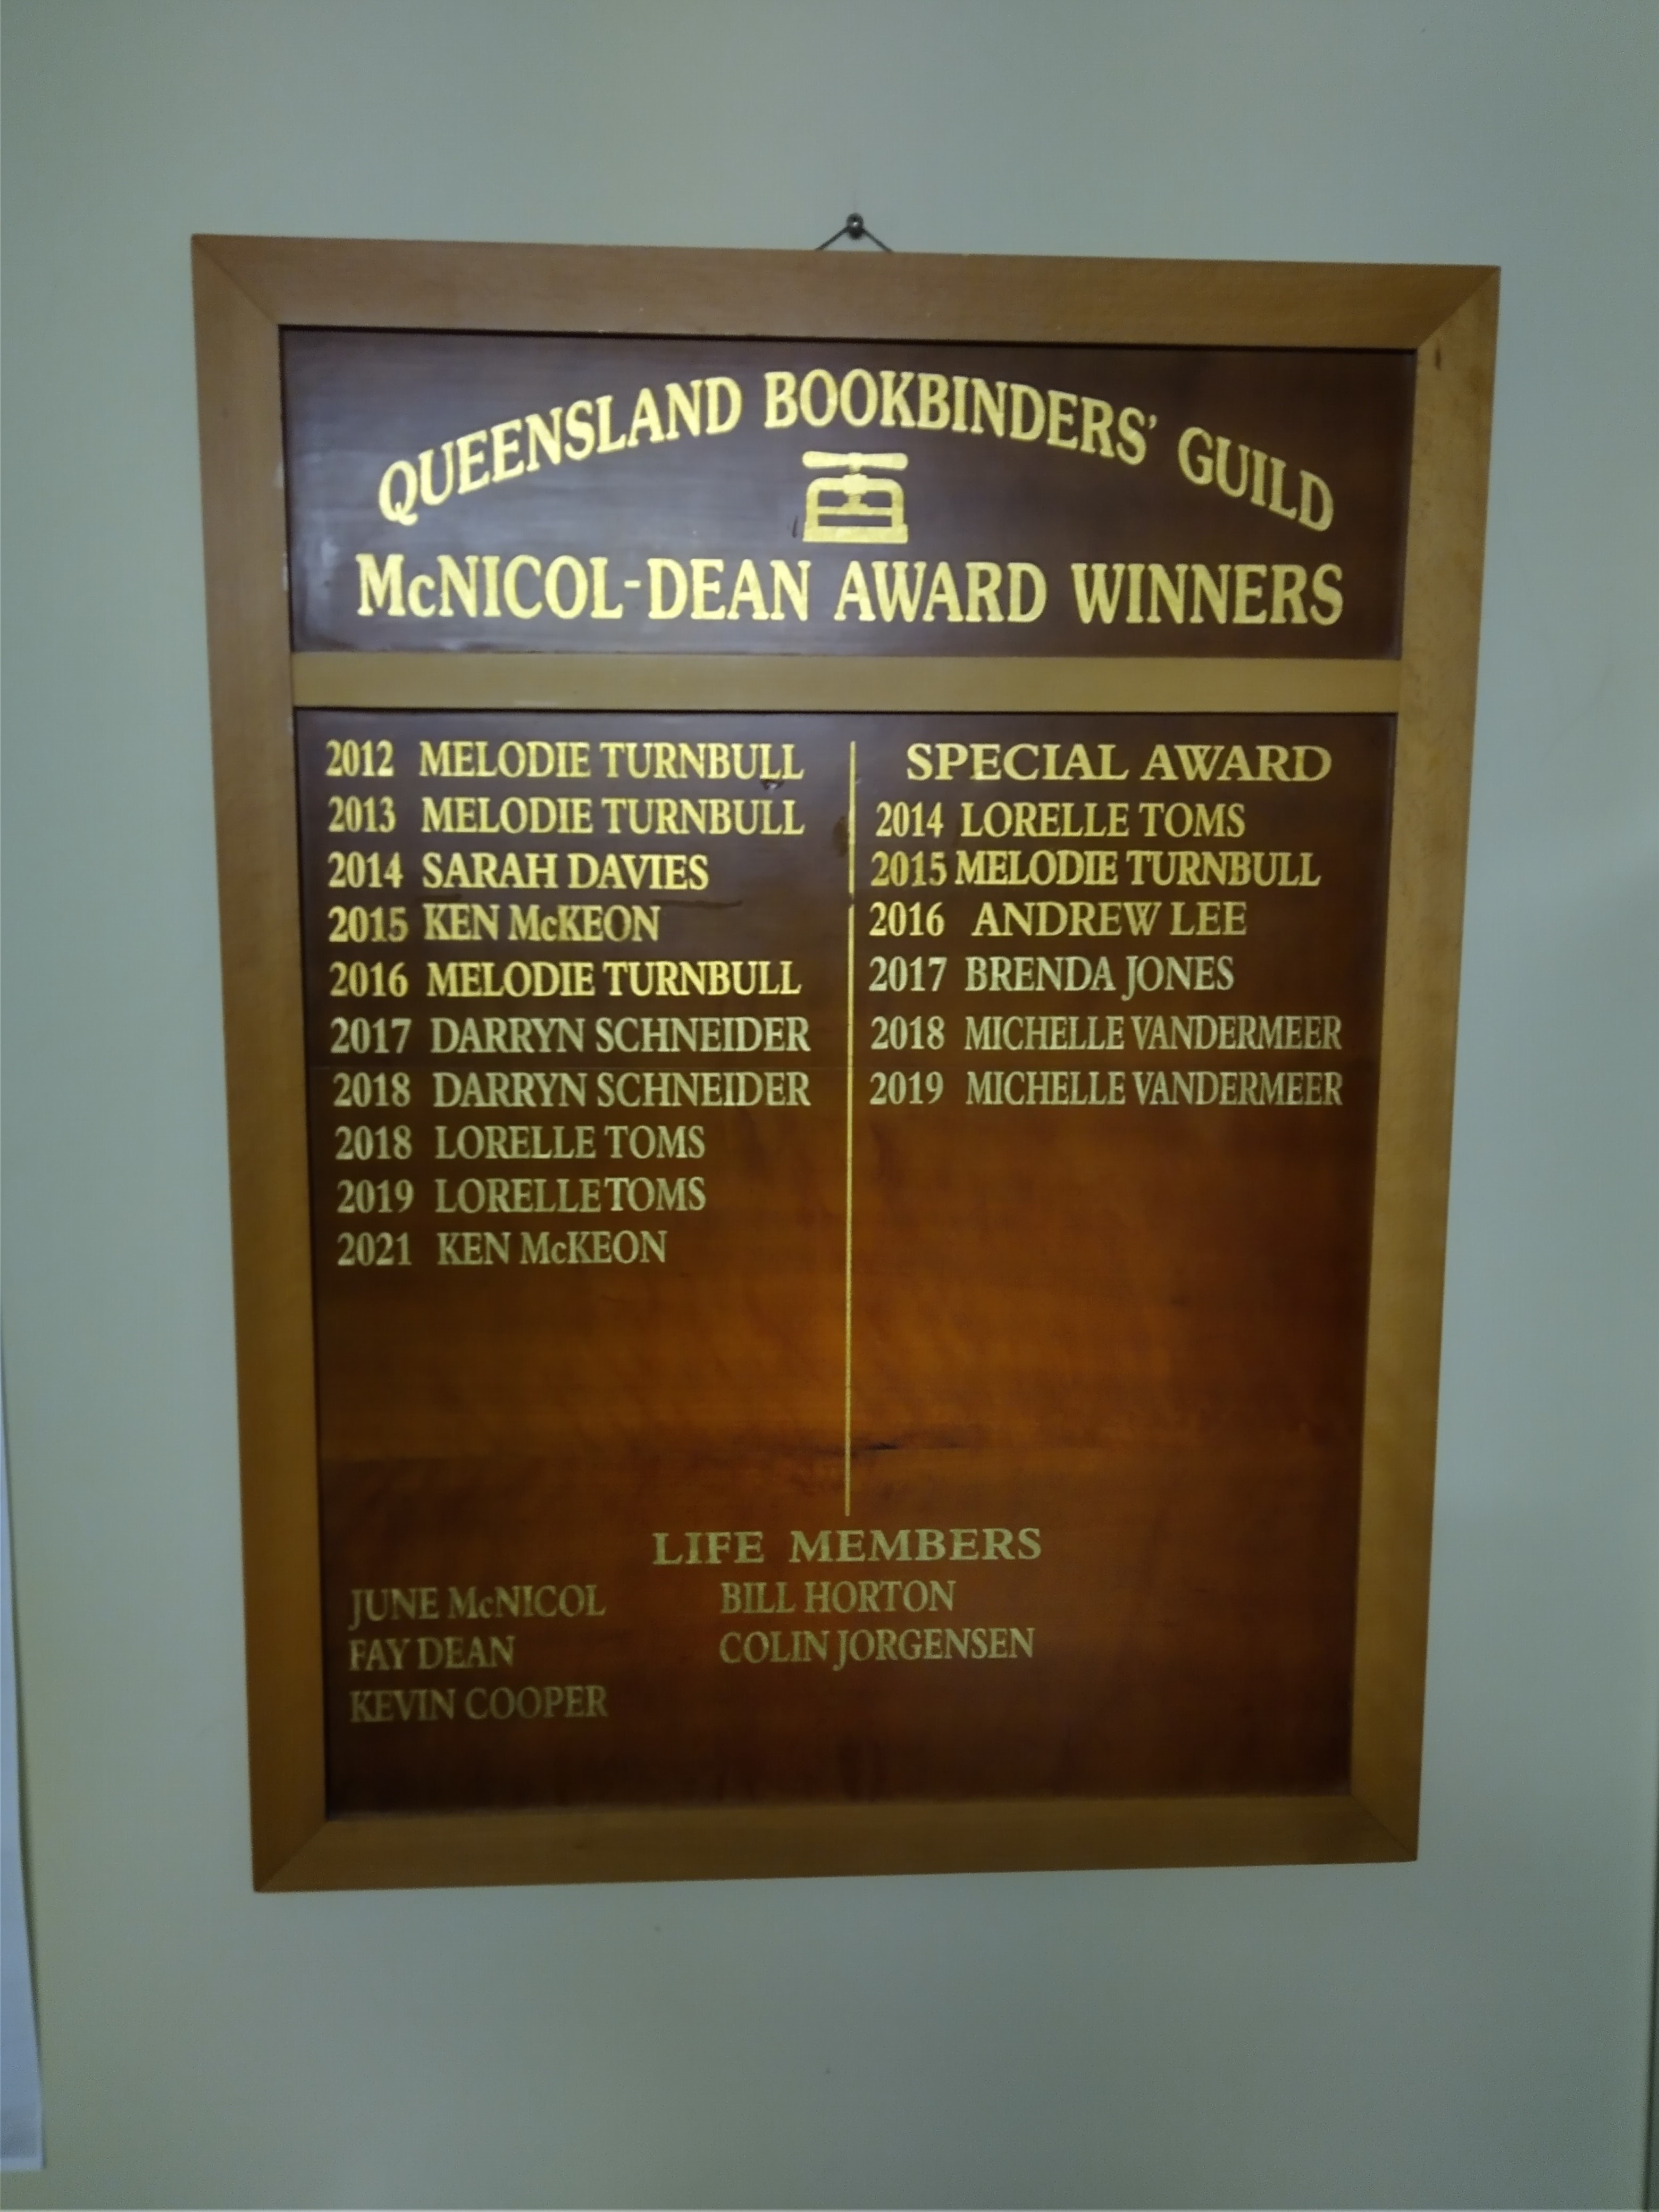 QUEENSLAND BOOKBINDERS' GUILD
McNICOL-DEAN AWARD WINNERS
2012 MELODIE TURNBULL
2013 MELODIE TURNBULL
2014 SARAH DAVIES
2015 KEN McKEON
2016 MELODIE TURNBULL
2017 DARRYN SCHNEIDER
2018 DARRYN SCHNEIDER
2018 LORELLE TOMS
2019 LORELLE TOMS
2021 KEN McKEON
SPECIAL AWARD
2014 LORELLE TOMS
2015 MELODIE TURNBULL
2016 ANDREW LEE
2017 BRENDA JONES
2018 MICHELLE VANDERMEER
2019 MICHELLE VANDERMEER
LIFE MEMBERS
JUNE McNICOL
FAY DEAN
KEVIN COOPER
BILL HORTON
COLIN JORGENSEN